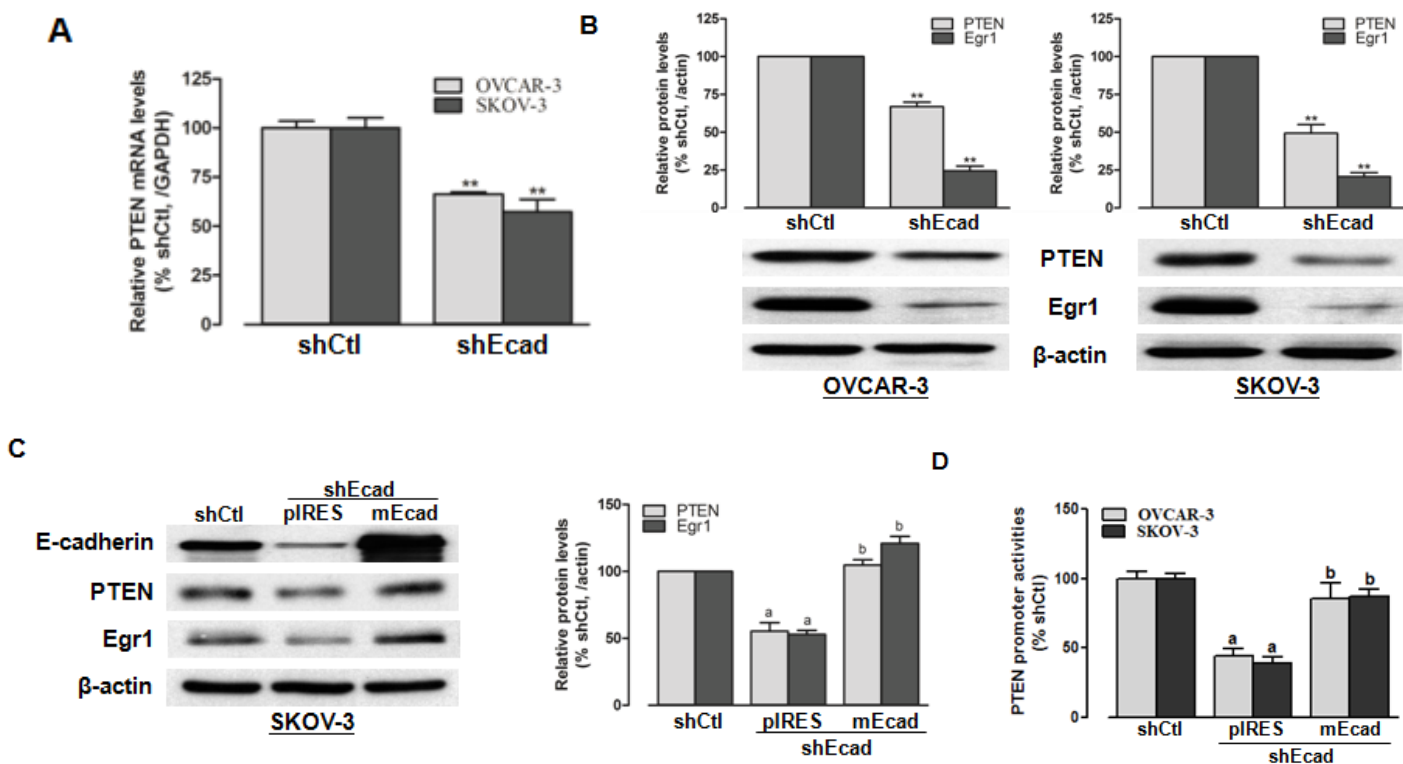 A
Relative PTEN mRNA levels
(% shCtl, /GAPDH)
125
100
75
50
25
0
OVCAR-3
SKOV-3
**
**
shCtl
shEcad
B
Relative protein levels
(% shCtl, /actin)
125
100
75
50
25
0
PTEN
Egr1
**
**
shCtl
shEcad
Relative protein levels
(% shCtl, /actin)
125
100
75
50
25
0
PTEN
Egr1
**
**
shCtl
shEcad
PTEN
Egr1
β-actin
OVCAR-3
SKOV-3
C
shEcad
shCtl
pIRES
mEcad
E-cadherin
PTEN
Egr1
β-actin
SKOV-3
Relative protein levels
(% shCtl, /actin)
150
100
50
0
PTEN
Egr1
a
a
b
b
shCtl
pIRES
mEcad
shEcad
D
PTEN promoter activities
(% shCtl)
150
100
50
0
OVCAR-3
SKOV-3
a
a
b
b
shCtl
pIRES
mEcad
shEcad